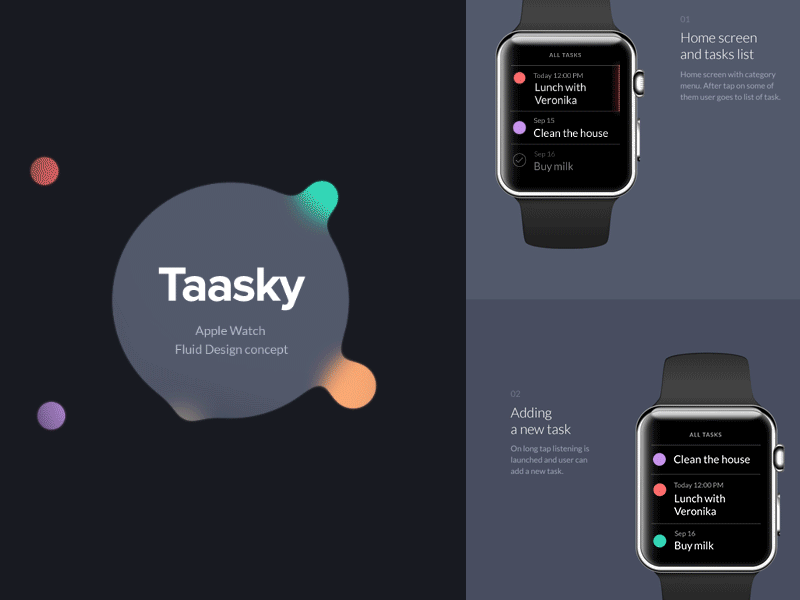 Taasky
Apple Watch
Fluid Design concept
01
Home screen
and tasks list
Home screen with category
menu. After tap on some of
them user goes to list of task.
ALL TASKS
Today 12:00 PM
Lunch with
Veronika
Sep 15
Clean the house
Sep 16
Buy milk
02
Adding
a new task
On long tap listening is
launched and user can
add a new task.
ALL TASKS
Clean the house
Today 12:00 PM
Lunch with
Veronika
Sep 16
Buy milk